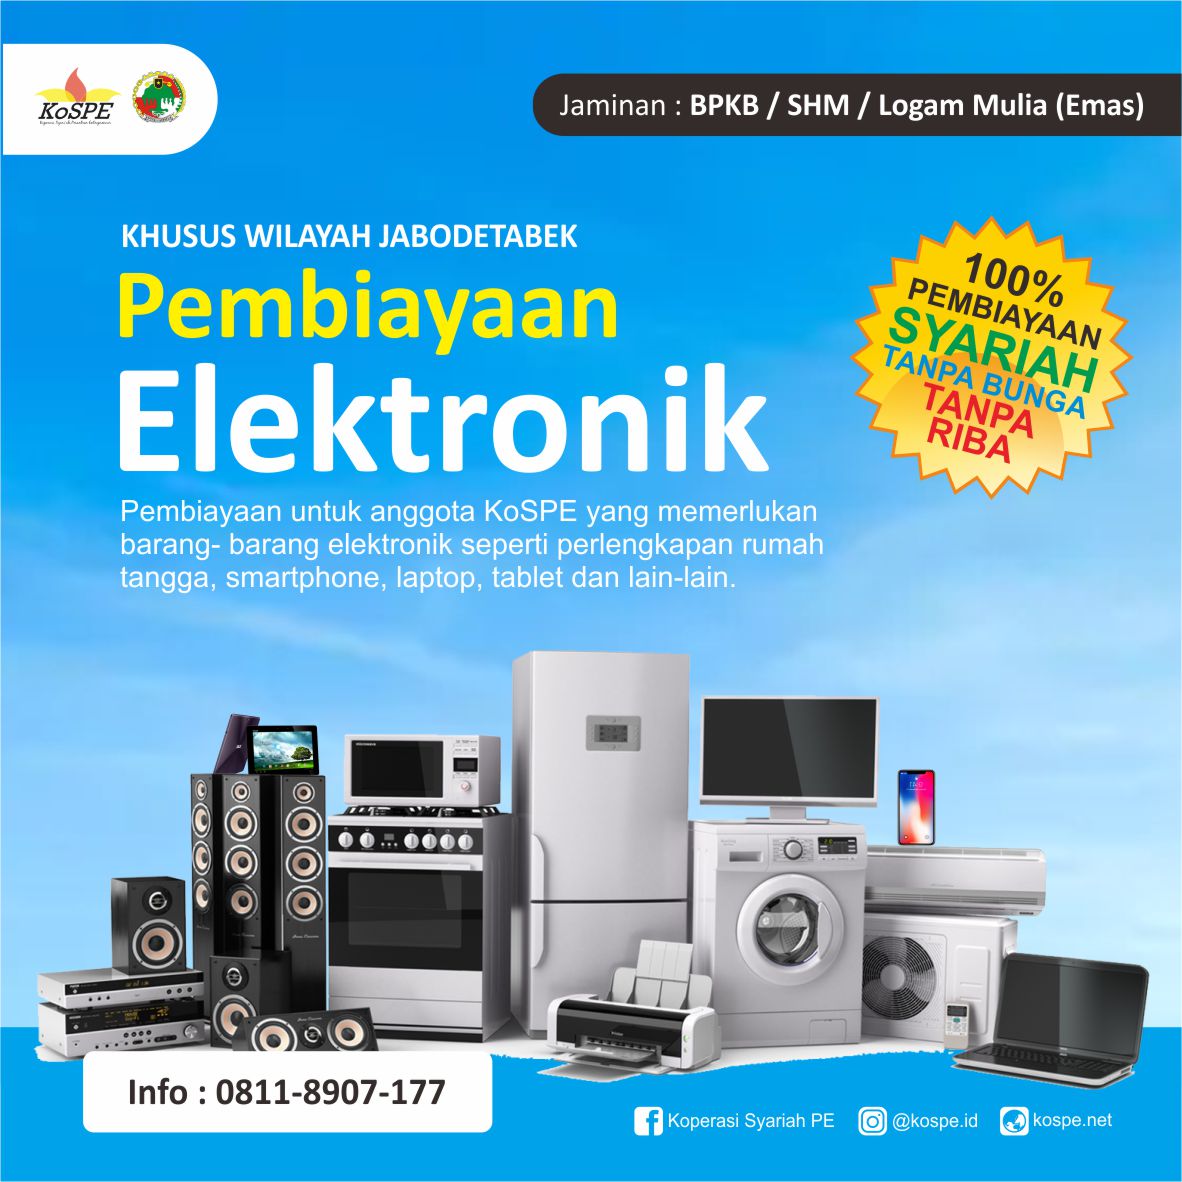 KoSPE
Jaminan : BPKB / SHM / Logam Mulia (Emas)
KHUSUS WILAYAH JABODETABEK
Pembiayaan
Elektronik
Pembiayaan untuk anggota KoSPE yang memerlukan
barang- barang elektronik seperti perlengkapan rumah
tangga, smartphone, laptop, tablet dan lain-lain.
100%
PEMBIAYAAN
SYARIAH
TANPA BUNGA
TANPA
RIBA
Info : 0811-8907-177
Koperasi Syariah PE
@kospe.id
kospe.net